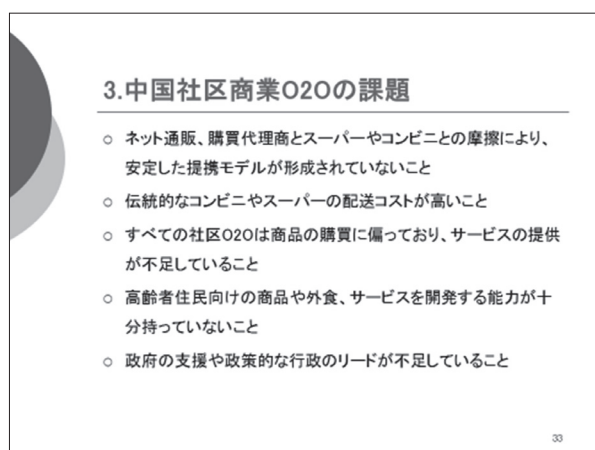 3.中国社区商業O2Oの課題
○ ネット通販、購買代理商とスーパーやコンビニとの摩擦により、
安定した提携モデルが形成されていないこと
○ 伝統的なコンビニやスーパーの配送コストが高いこと
○ すべての社区O2Oは商品の購買に偏っており、サービスの提供
が不足していること
○ 高齢者住民向けの商品や外食、サービスを開発する能力が十
分持っていないこと
○ 政府の支援や政策的な行政のリードが不足していること
33